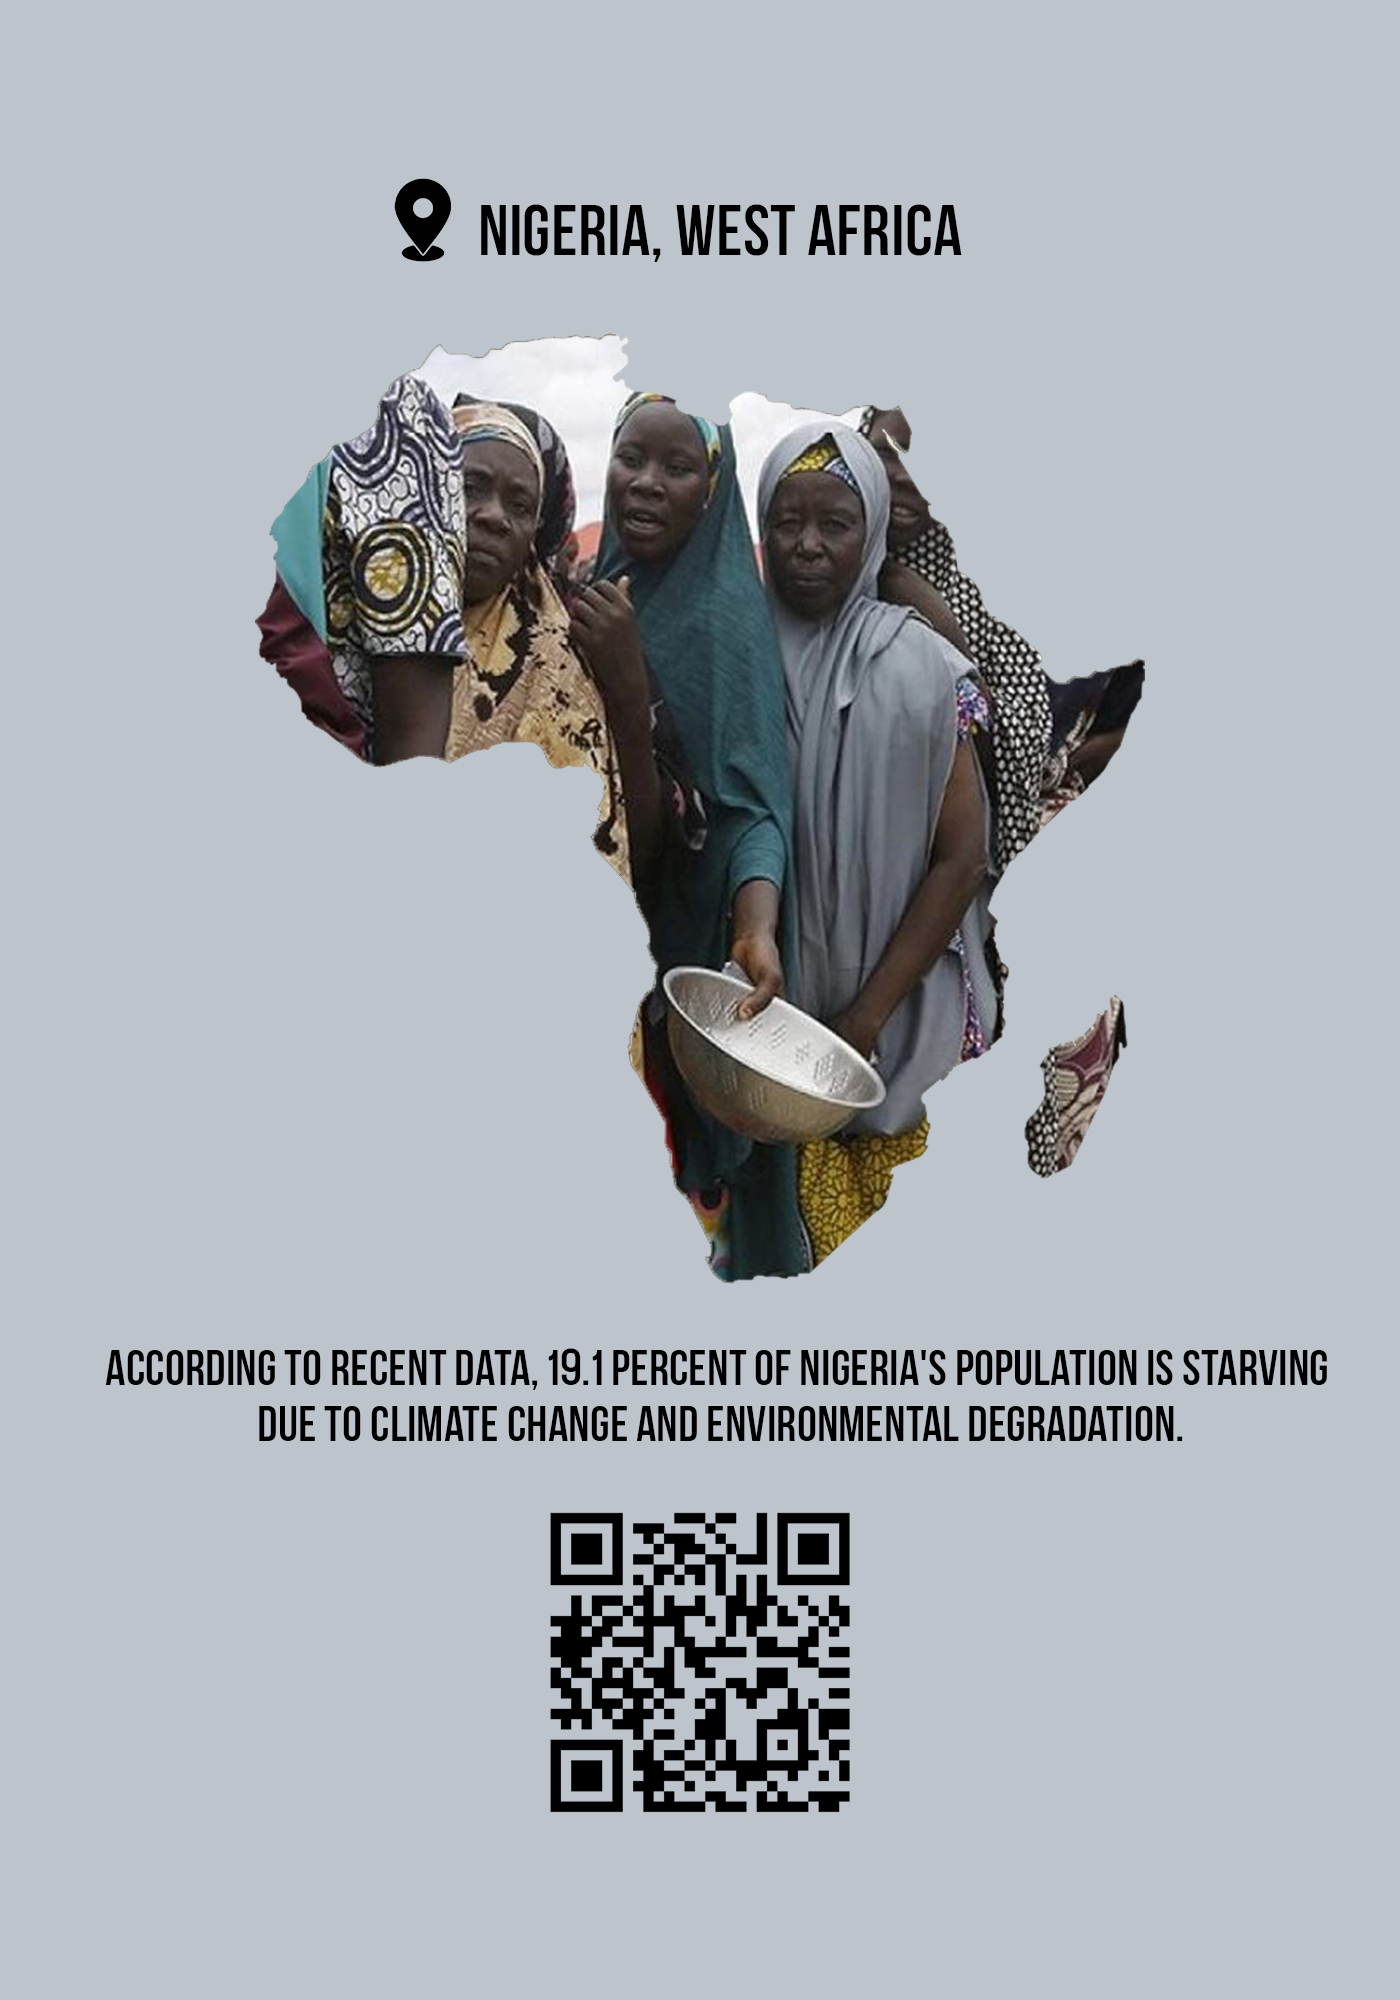 NIGERIA, WEST AFRICA
ACCORDING TO RECENT DATA, 19.1 PERCENT OF NIGERIA'S POPULATION IS STARVING
DUE TO CLIMATE CHANGE AND ENVIRONMENTAL DEGRADATION.